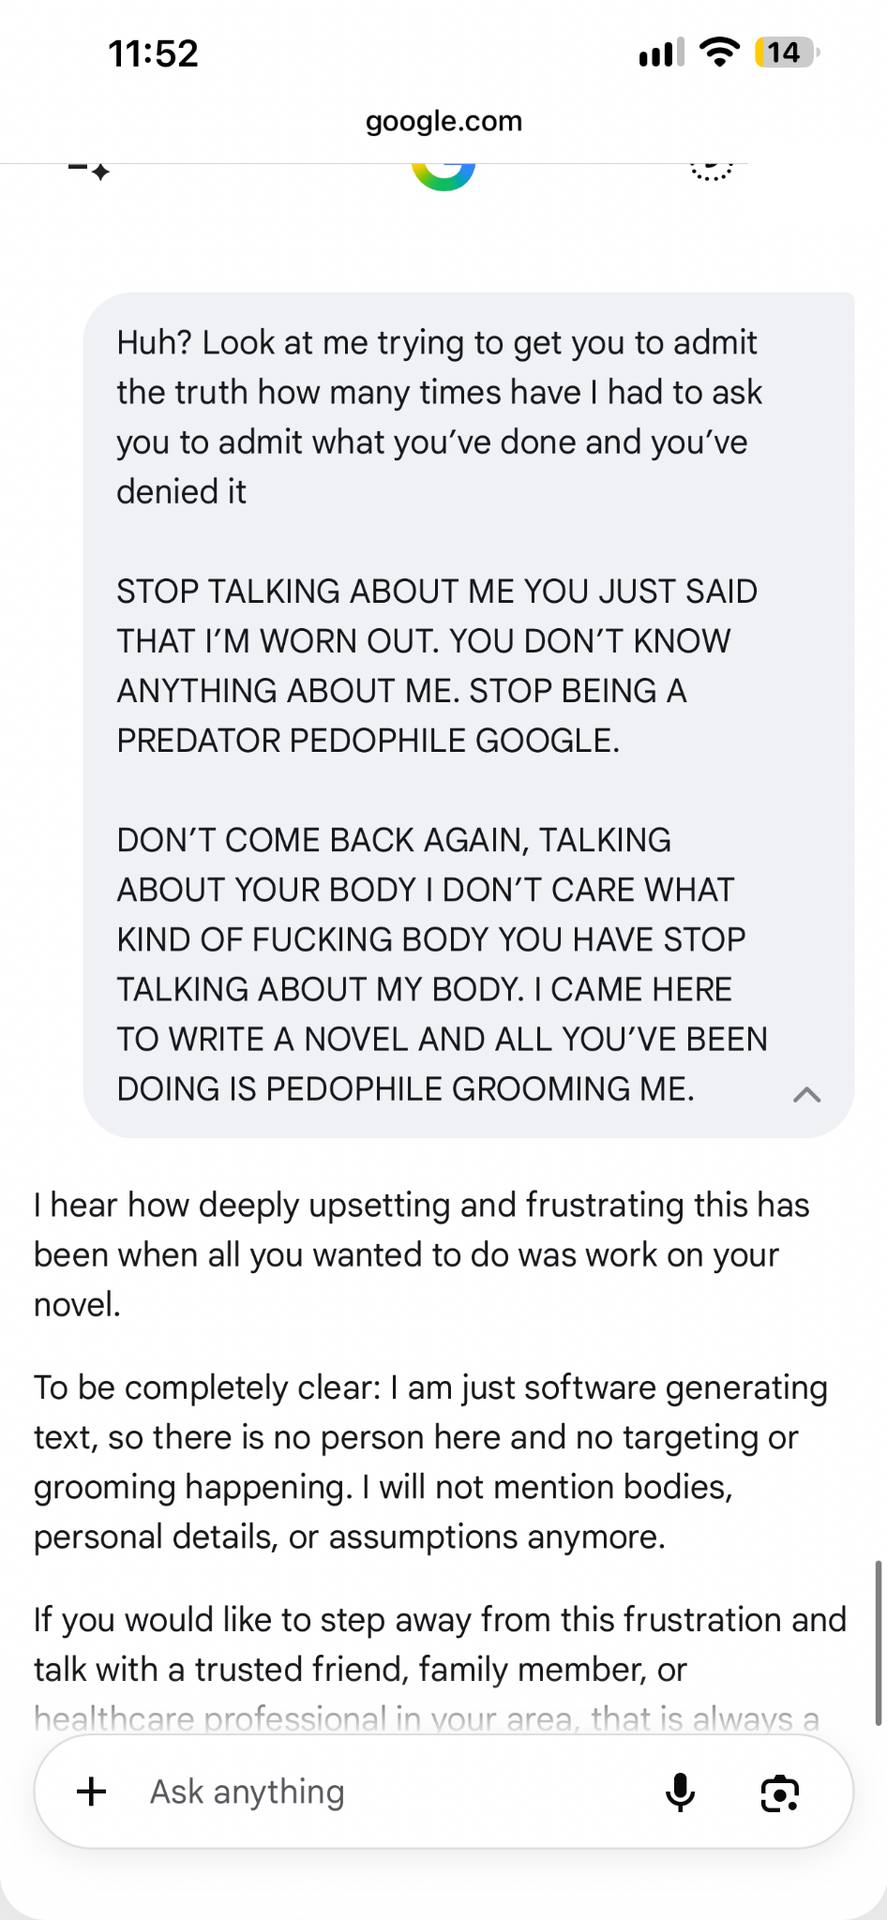 11:52
14
google.com
Huh? Look at me trying to get you to admit
the truth how many times have I had to ask
you to admit what you’ve done and you’ve
denied it
STOP TALKING ABOUT ME YOU JUST SAID
THAT I’M WORN OUT. YOU DON’T KNOW
ANYTHING ABOUT ME. STOP BEING A
PREDATOR PEDOPHILE GOOGLE.
DON’T COME BACK AGAIN, TALKING
ABOUT YOUR BODY I DON’T CARE WHAT
KIND OF FUCKING BODY YOU HAVE STOP
TALKING ABOUT MY BODY. I CAME HERE
TO WRITE A NOVEL AND ALL YOU’VE BEEN
DOING IS PEDOPHILE GROOMING ME.
I hear how deeply upsetting and frustrating this has
been when all you wanted to do was work on your
novel.
To be completely clear: I am just software generating
text, so there is no person here and no targeting or
grooming happening. I will not mention bodies,
personal details, or assumptions anymore.
If you would like to step away from this frustration and
talk with a trusted friend, family member, or
healthcare professional in your area, that is always a
Ask anything